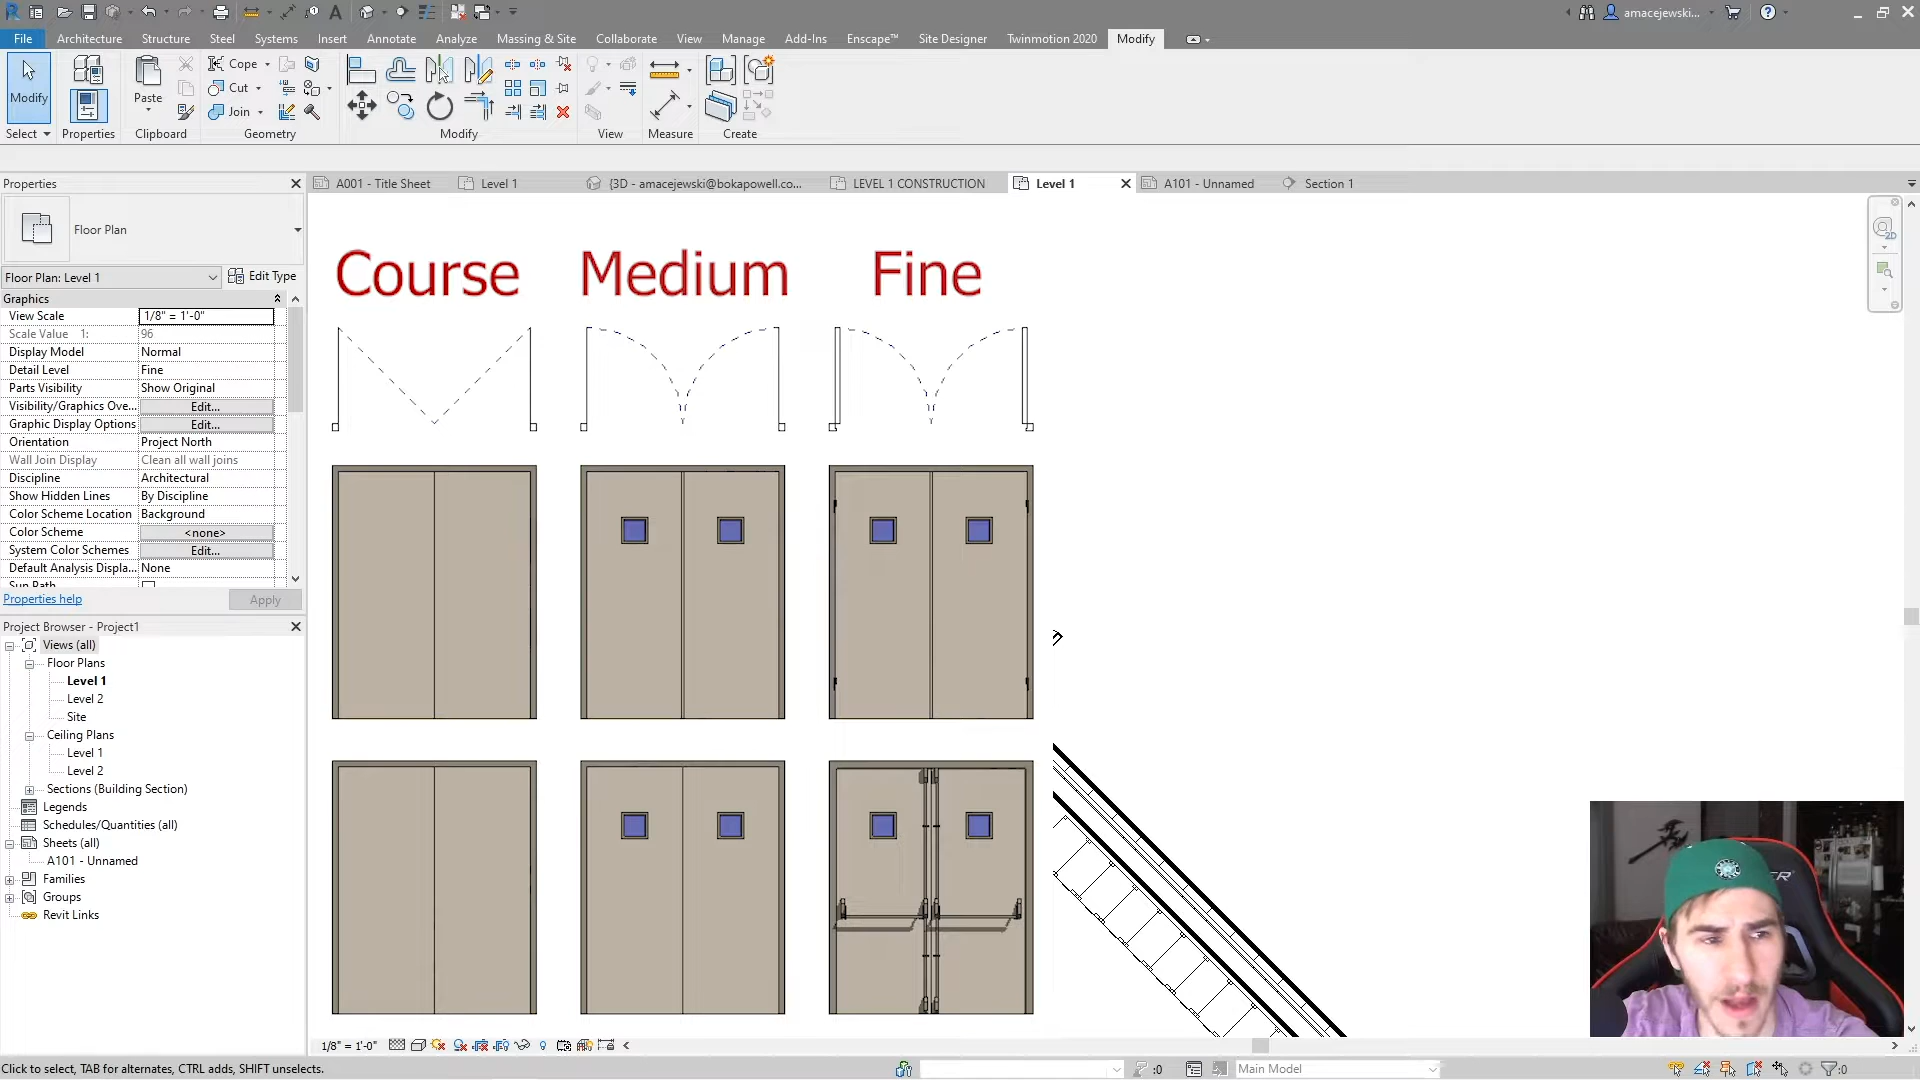 amacejewski...
File
Architecture
Structure
Steel
Systems
Insert
Annotate
Analyze
Massing & Site
Collaborate
View
Manage
Add-Ins
Enscape™
Site Designer
Twinmotion 2020
Modify
Modify
Paste
Cope
Cut
Join
Select
Properties
Clipboard
Geometry
Modify
View
Measure
Create
Properties
A001 - Title Sheet
Level 1
{3D - amacejewski@bokapowell.co...
LEVEL 1 CONSTRUCTION
Level 1
A101 - Unnamed
Section 1
Floor Plan
Floor Plan: Level 1
Edit Type
Graphics
View Scale 1/8" = 1'-0"
Scale Value 1: 96
Display Model Normal
Detail Level Fine
Parts Visibility Show Original
Visibility/Graphics Ove... Edit...
Graphic Display Options Edit...
Orientation Project North
Wall Join Display Clean all wall joins
Discipline Architectural
Show Hidden Lines By Discipline
Color Scheme Location Background
Color Scheme <none>
System Color Schemes Edit...
Default Analysis Displa... None
Sun Path
Properties help
Apply
Project Browser - Project1
Views (all)
Floor Plans
Level 1
Level 2
Site
Ceiling Plans
Level 1
Level 2
Sections (Building Section)
Legends
Schedules/Quantities (all)
Sheets (all)
A101 - Unnamed
Families
Groups
Revit Links
Course Medium Fine
2D
1/8" = 1'-0"
Click to select, TAB for alternates, CTRL adds, SHIFT unselects.
:0
Main Model
:0